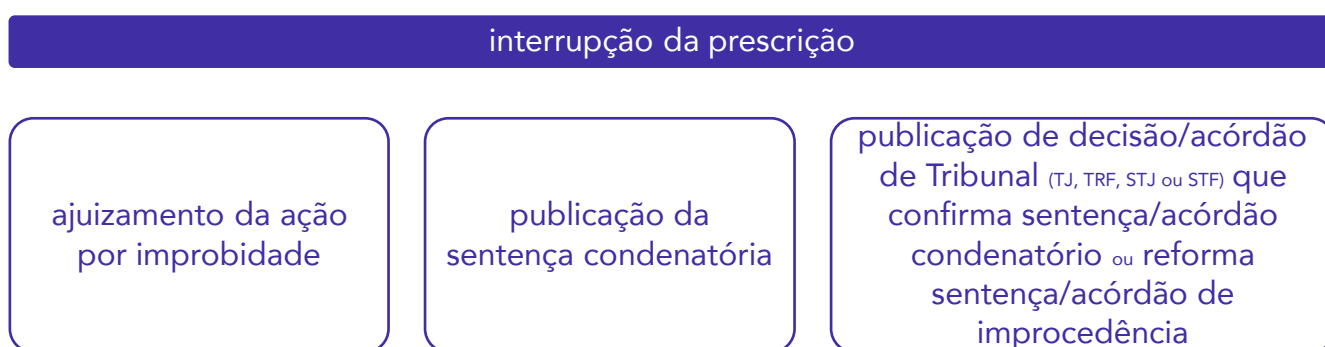 interrupção da prescrição
ajuizamento da ação
por improbidade
publicação da
sentença condenatória
publicação de decisão/acórdão
de Tribunal (TJ, TRF, STJ ou STF) que
confirma sentença/acórdão
condenatório ou reforma
sentença/acórdão de
improcedência